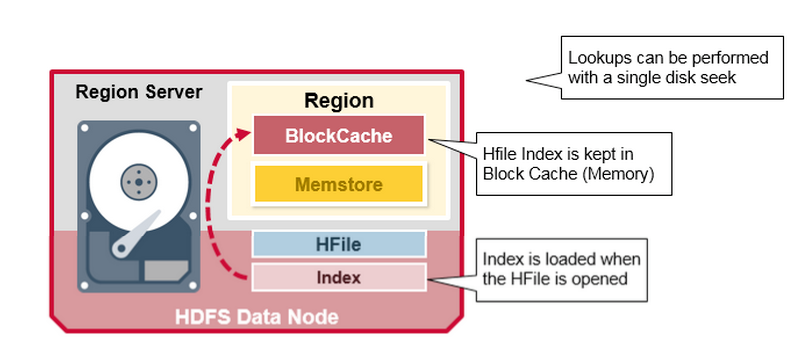 Lookups can be performed
with a single disk seek
Region Server
Region
BlockCache
Hfile Index is kept in
Block Cache (Memory)
Memstore
HFile
Index is loaded when
the HFile is opened
Index
HDFS Data Node